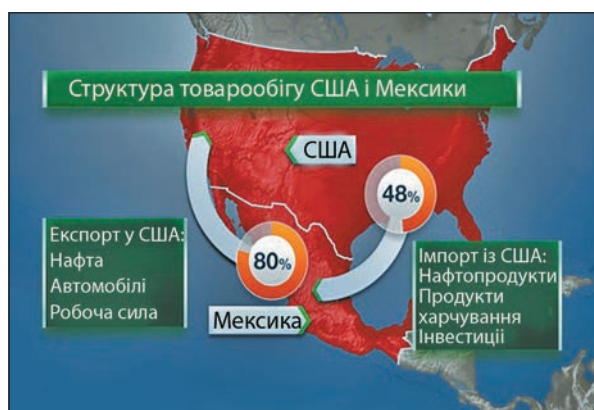 Структура товарообігу США і Мексики
США
48%
Експорт у США:
Нафта
Автомобілі
Робоча сила
80%
Мексика
Імпорт із США:
Нафтопродукти
Продукти
харчування
Інвестиції